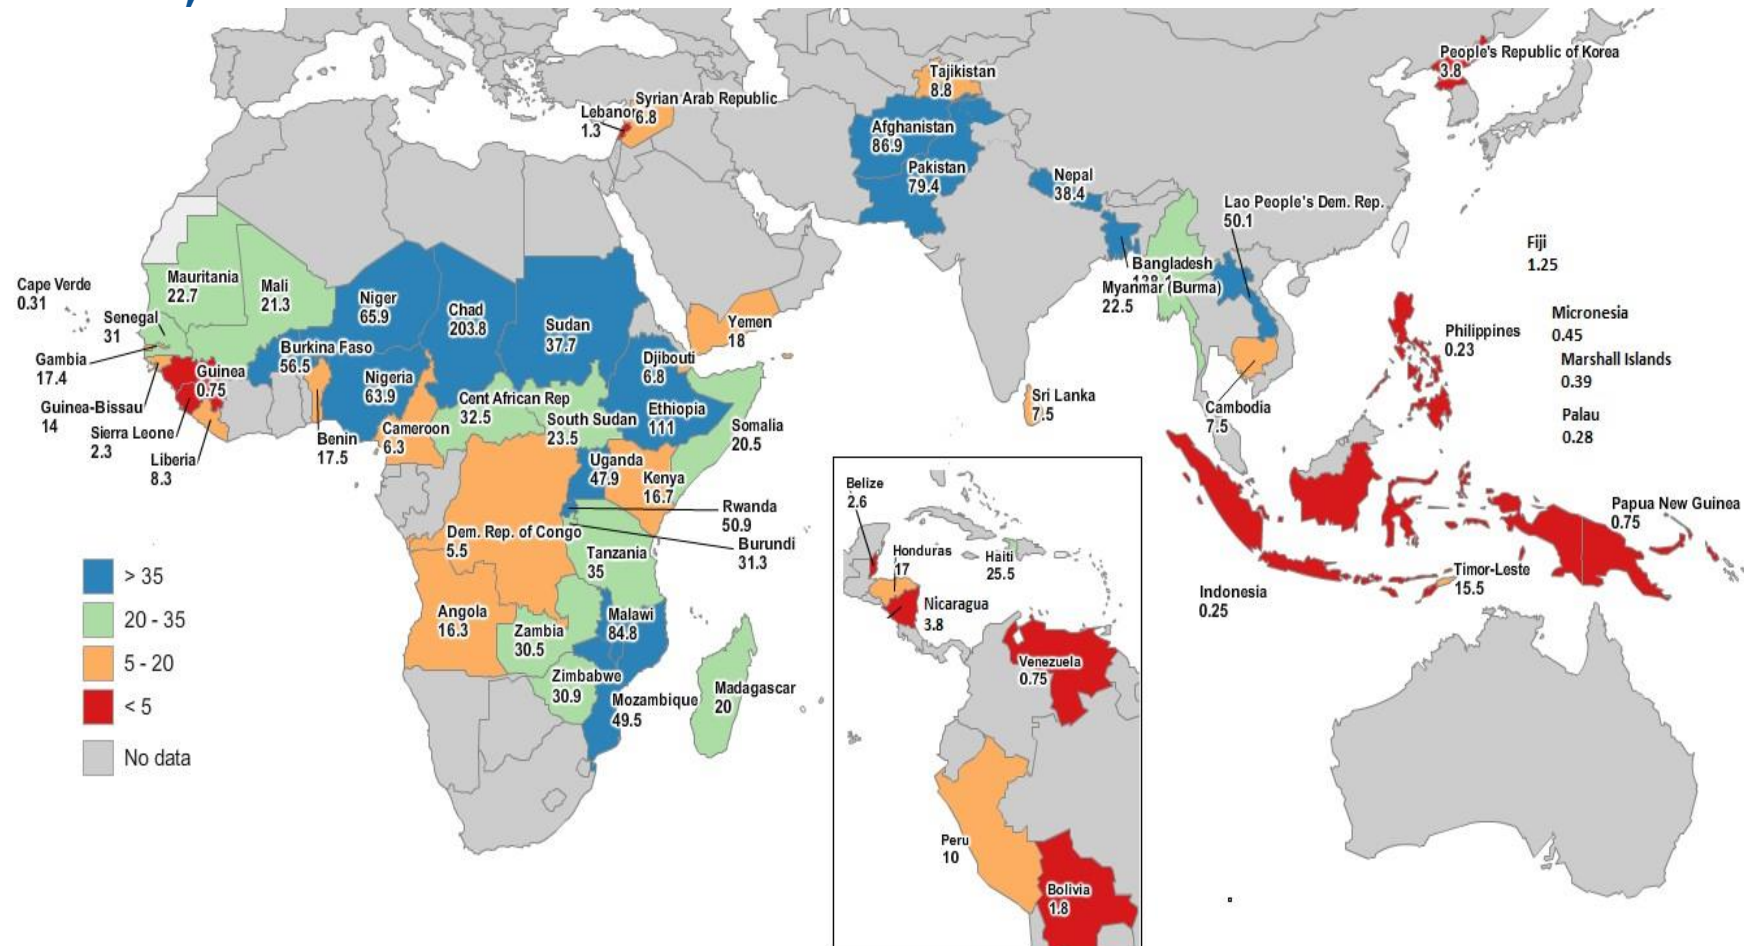 People's Republic of Korea
3.8
Tajikistan
8.8
Syrian Arab Republic
6.8
Lebanon
1.3
Afghanistan
86.9
Pakistan
79.4
Nepal
38.4
Lao People's Dem. Rep.
50.1
Bangladesh
Myanmar (Burma)
22.5
Fiji
1.25
Micronesia
0.45
Marshall Islands
0.39
Palau
0.28
Philippines
0.23
Cape Verde
0.31
Mauritania
22.7
Mali
21.3
Niger
65.9
Chad
203.8
Sudan
37.7
Yemen
18
Senegal
31
Gambia
17.4
Guinea
0.75
Burkina Faso
56.5
Nigeria
63.9
Djibouti
6.8
Guinea-Bissau
14
Sierra Leone
2.3
Liberia
8.3
Benin
17.5
Cameroon
6.3
Cent African Rep
32.5
South Sudan
23.5
Ethiopia
111
Somalia
20.5
Sri Lanka
7.5
Cambodia
7.5
Uganda
47.9
Kenya
16.7
Rwanda
50.9
Burundi
31.3
Dem. Rep. of Congo
5.5
Tanzania
35
Angola
16.3
Zambia
30.5
Malawi
84.8
Zimbabwe
30.9
Mozambique
49.5
Madagascar
20
Belize
2.6
Honduras
17
Haiti
25.5
Nicaragua
3.8
Venezuela
0.75
Peru
10
Bolivia
1.8
Indonesia
0.25
Timor-Leste
15.5
Papua New Guinea
0.75
> 35
20 - 35
5 - 20
< 5
No data